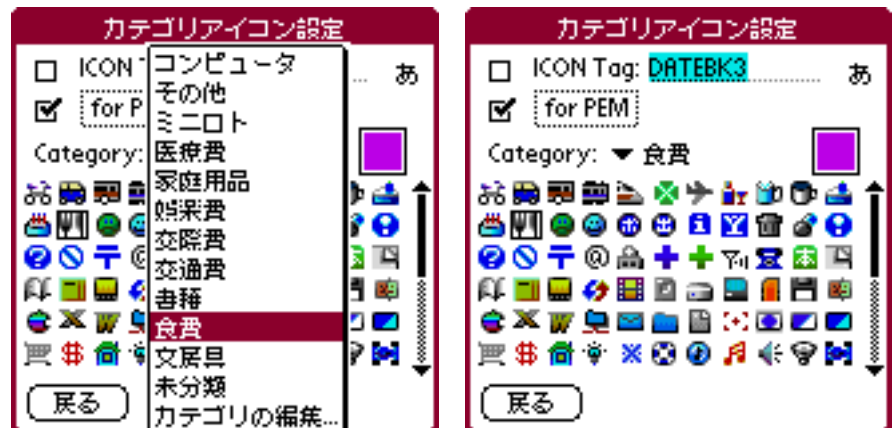 カテゴリアイコン設定
ICON
for P
Category:
コンピュータ
その他
ミニロト
医療費
家庭用品
娯楽費
交際費
交通費
書籍
食費
文房具
未分類
カテゴリの編集...
あ
戻る
カテゴリアイコン設定
ICON Tag: DATEBK3
あ
for PEM
Category: 食費
戻る